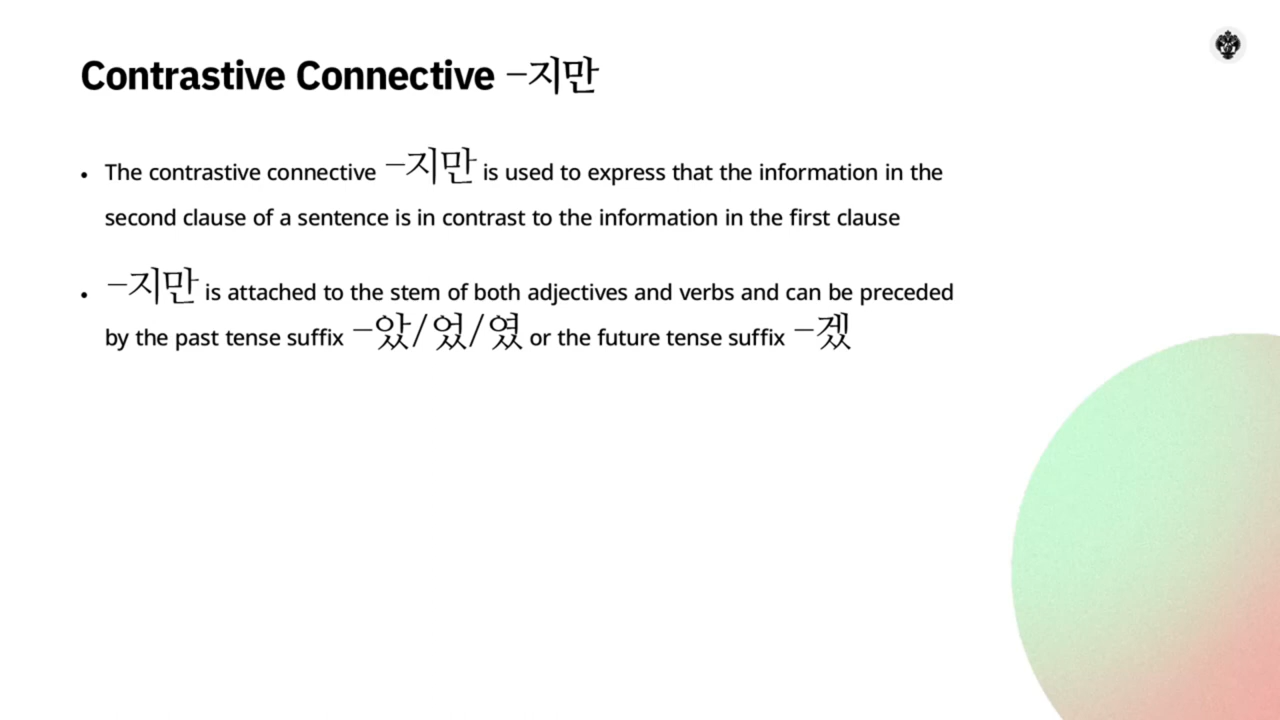 Contrastive Connective –지만
• The contrastive connective –지만 is used to express that the information in the
second clause of a sentence is in contrast to the information in the first clause
• –지만 is attached to the stem of both adjectives and verbs and can be preceded
by the past tense suffix –았/었/였 or the future tense suffix –겠